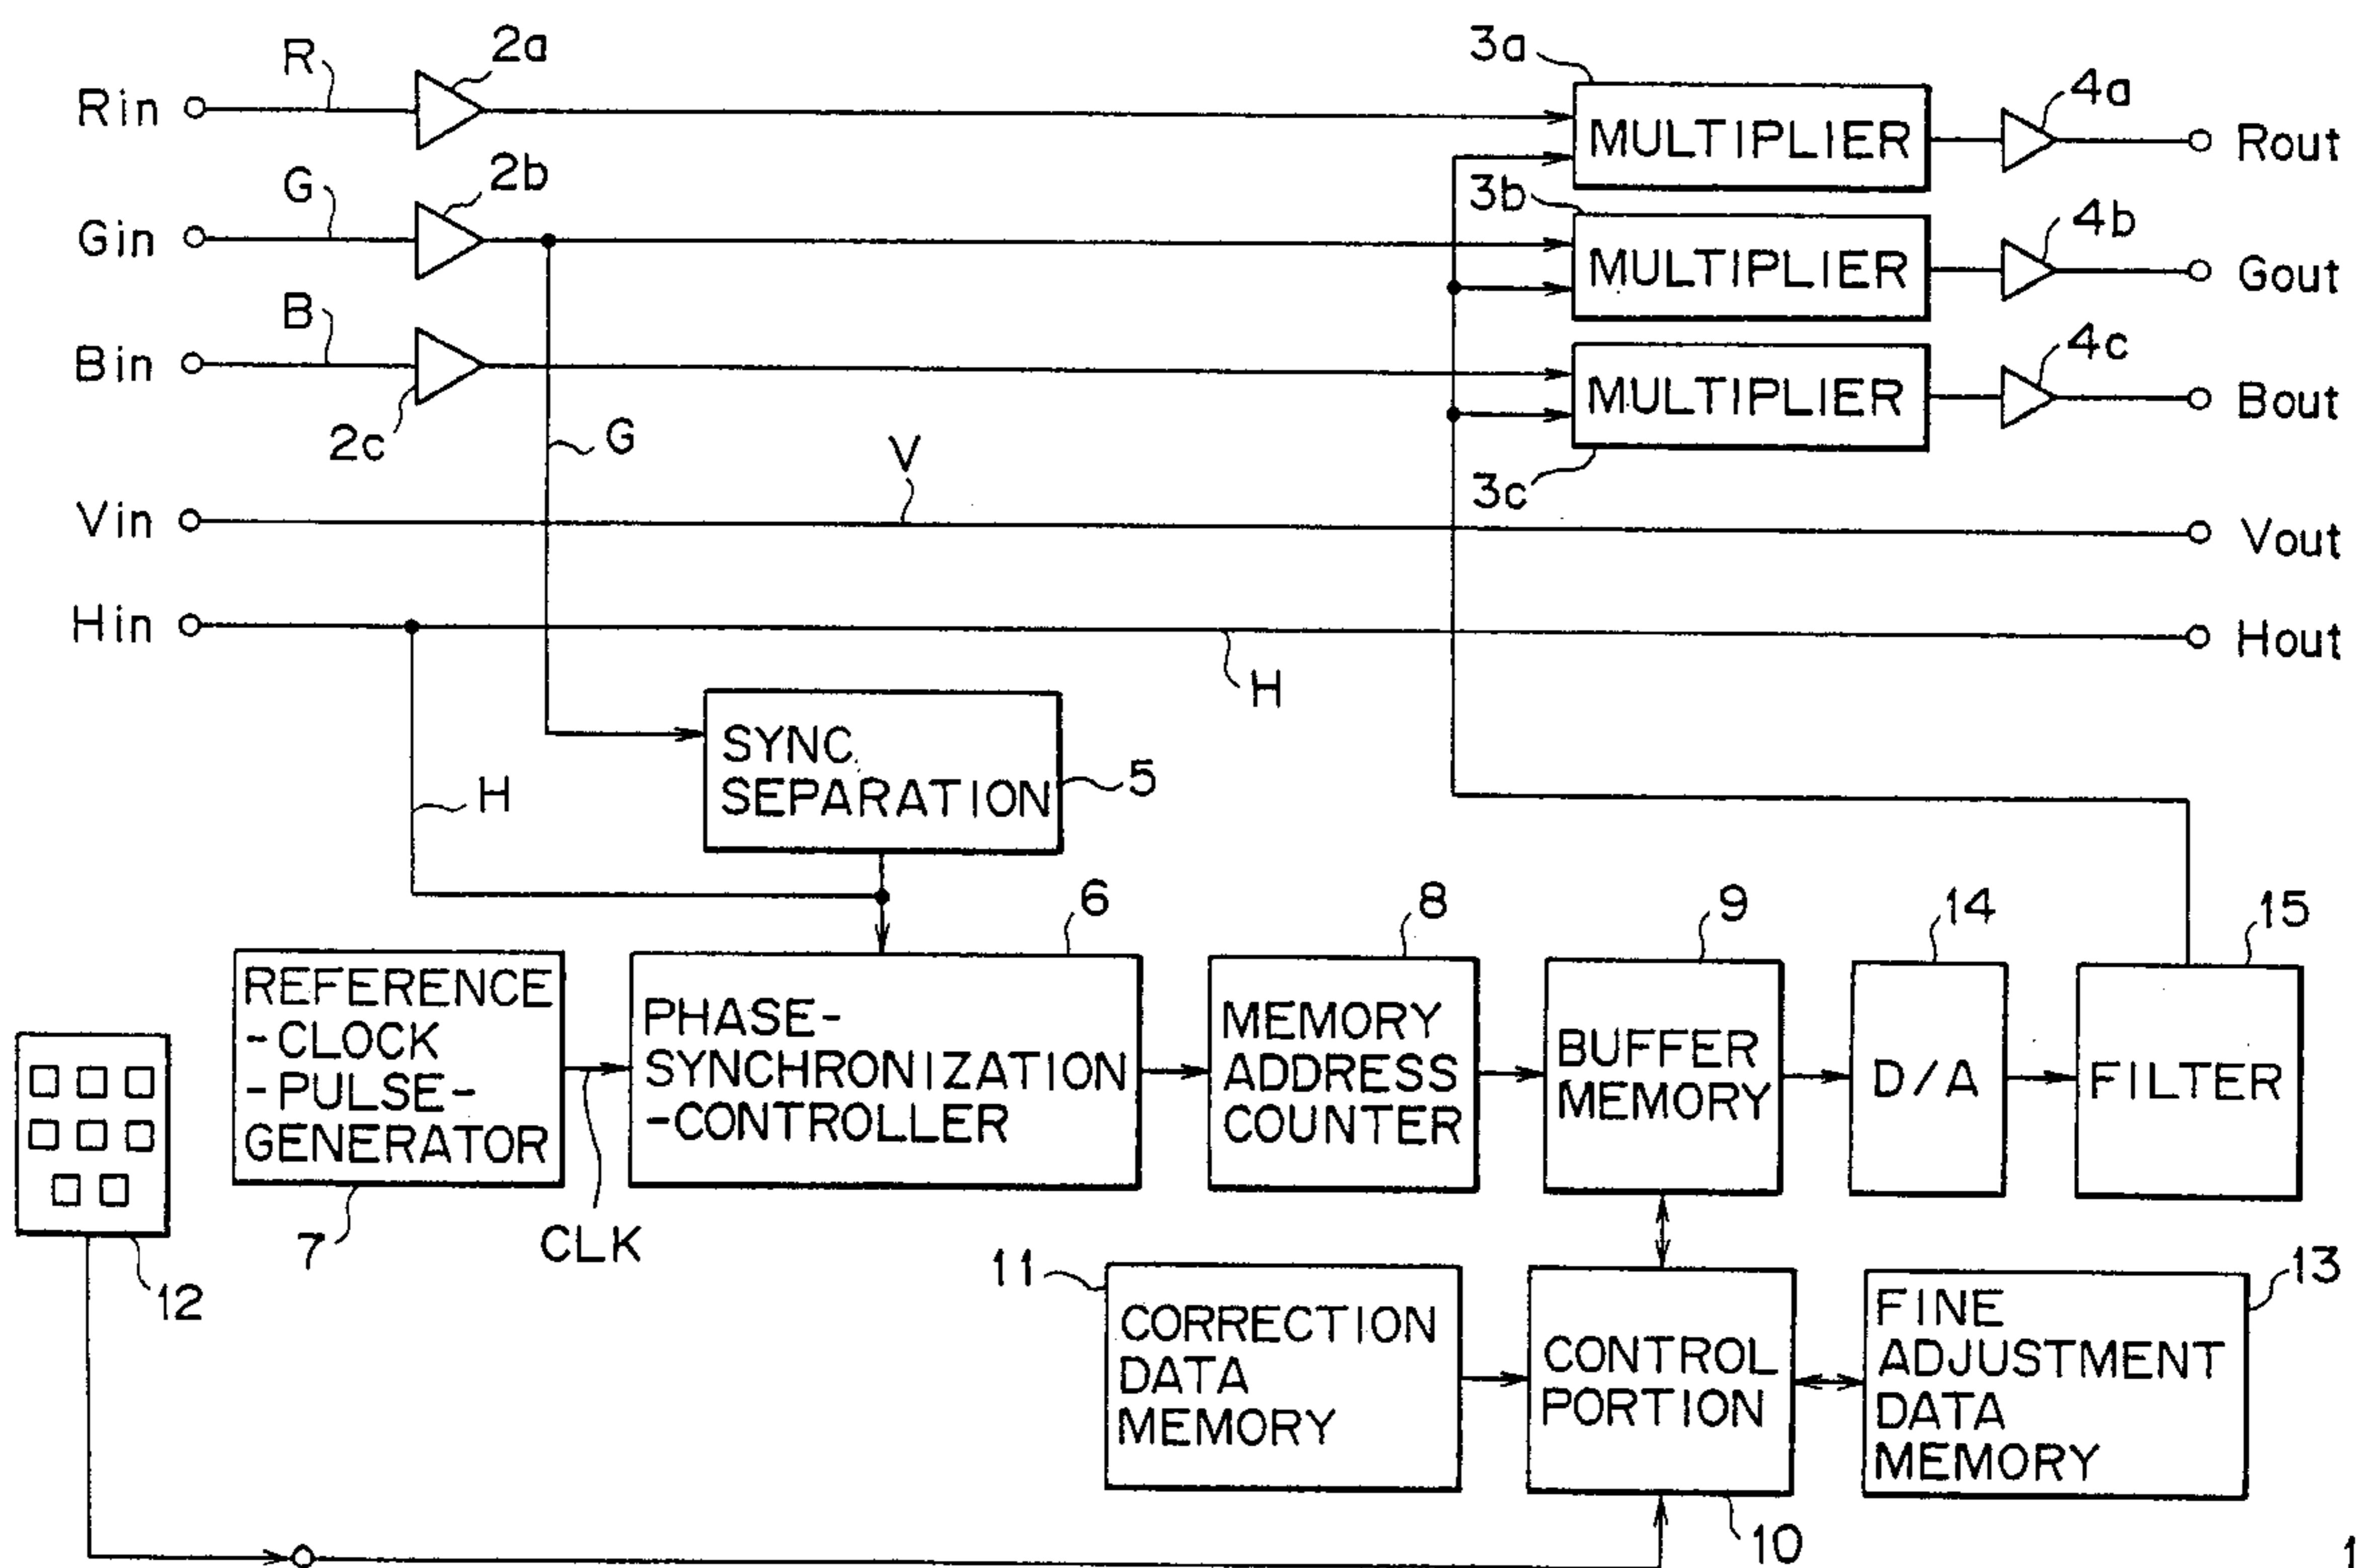 Rin
R
2a
3a
MULTIPLIER
4a
Rout
Gin
G
2b
3b
MULTIPLIER
4b
Gout
Bin
B
2c
G
MULTIPLIER
3c
4c
Bout
Vin
V
Vout
Hin
H
Hout
H
SYNC.
SEPARATION
5
REFERENCE
-CLOCK
-PULSE-
GENERATOR
7
CLK
PHASE-
SYNCHRONIZATION
-CONTROLLER
6
MEMORY
ADDRESS
COUNTER
8
BUFFER
MEMORY
9
D/A
14
FILTER
15
12
11
CORRECTION
DATA
MEMORY
CONTROL
PORTION
10
FINE
ADJUSTMENT
DATA
MEMORY
13
1